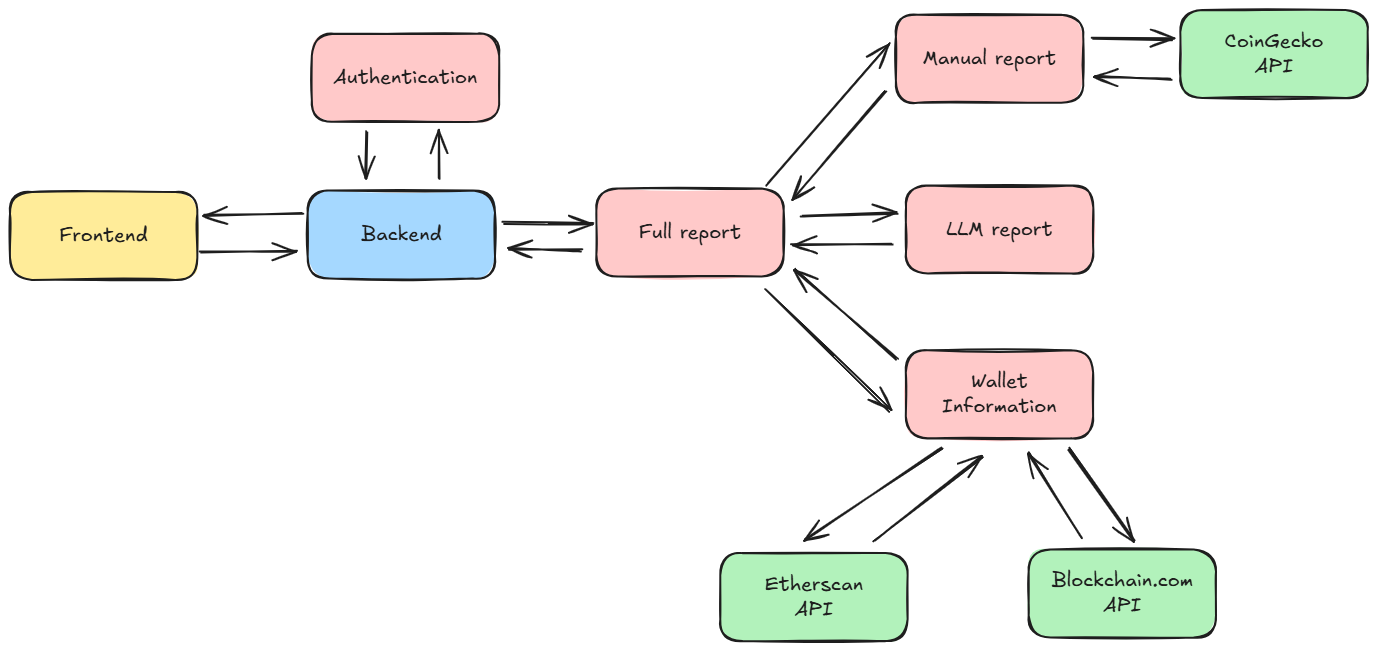 Manual report
CoinGecko
API
Authentication
Frontend
Backend
Full report
LLM report
Wallet
Information
Etherscan
API
Blockchain.com
API